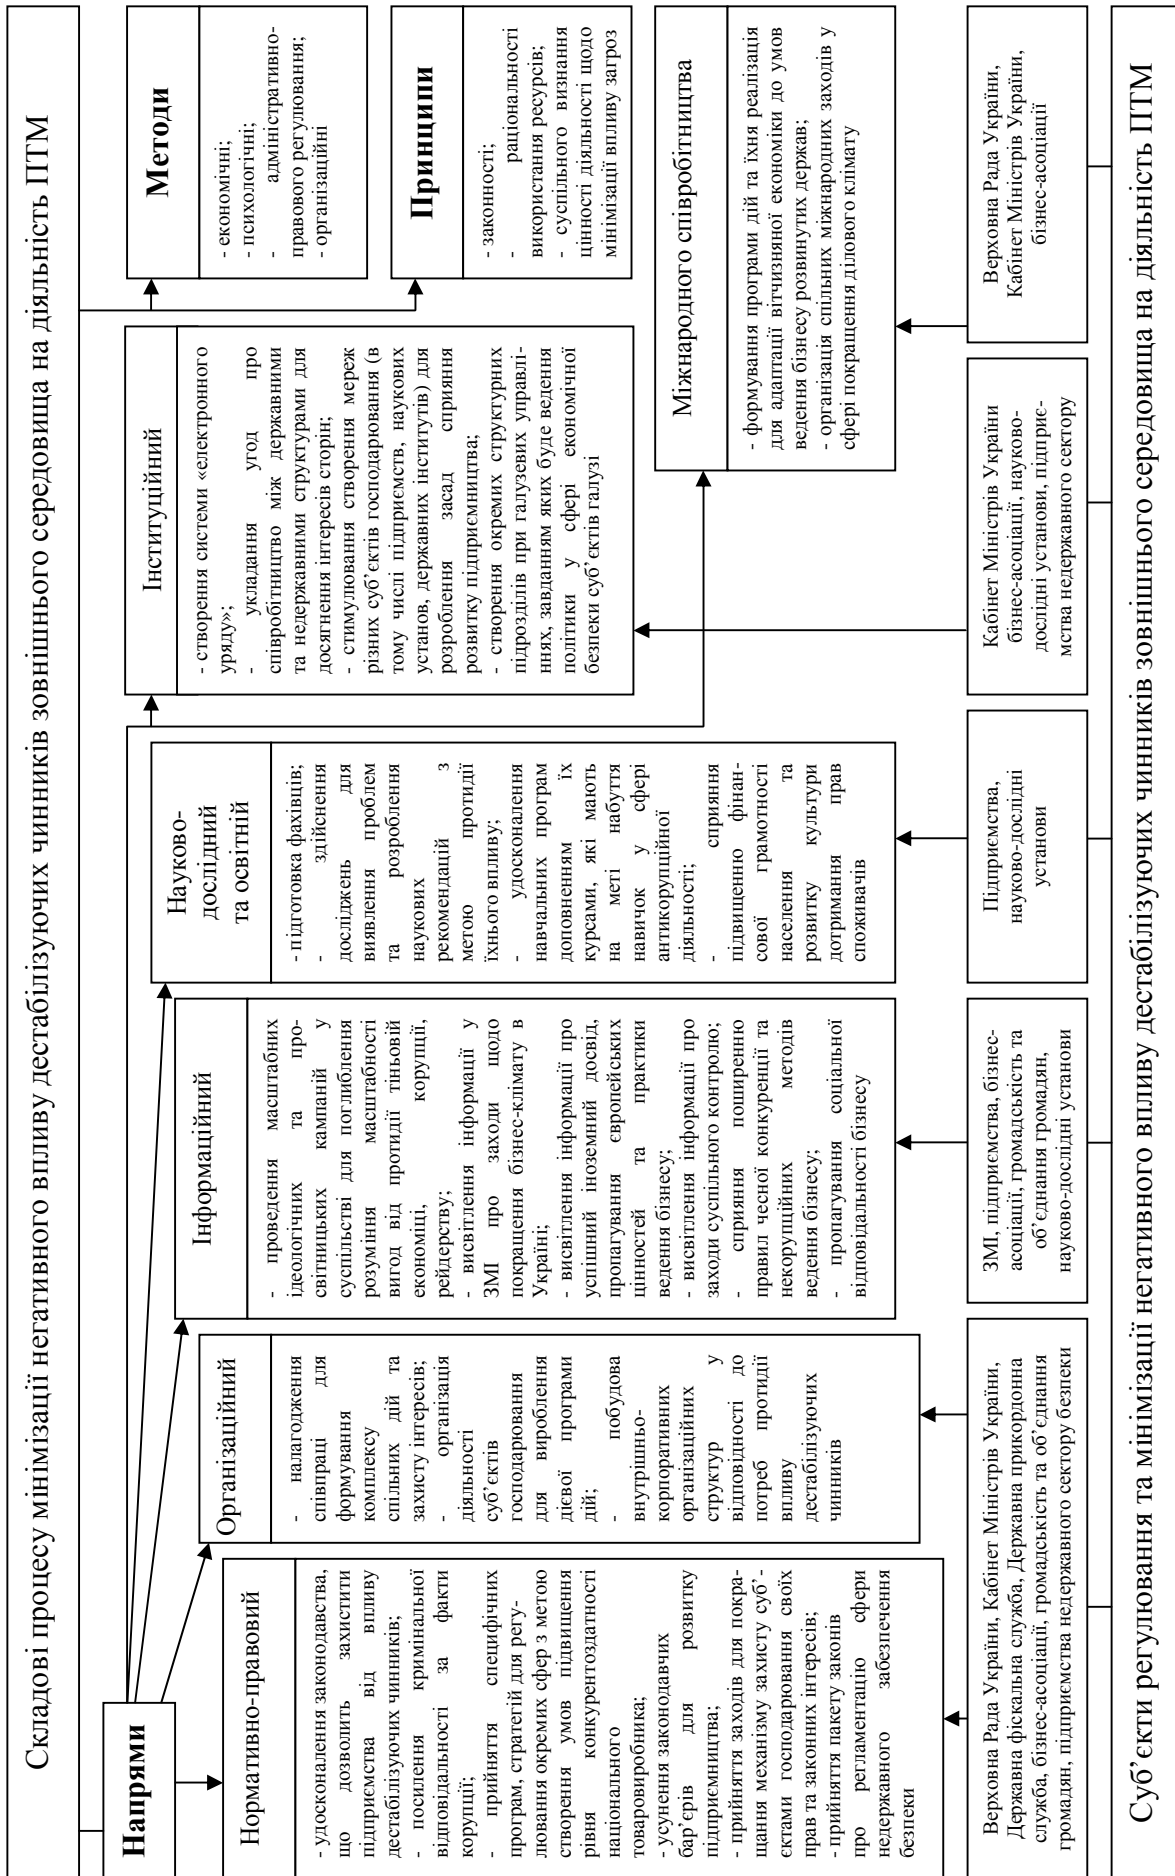 Складові процесу мінімізації негативного впливу дестабілізуючих чинників зовнішнього середовища на діяльність ПТМ
Напрями
Нормативно-правовий
- удосконалення законодавства,
що дозволить захистити
підприємства від впливу
дестабілізуючих чинників;
- посилення кримінальної
відповідальності за факти
корупції;
- прийняття специфічних
програм, стратегій для регу-
лювання окремих сфер з метою
створення умов підвищення
рівня конкурентоздатності
національного
товаровиробника;
- усунення законодавчих
бар’єрів для розвитку
підприємництва;
- прийняття заходів для покра-
щання механізму захисту суб’-
єктами господарювання своїх
прав та законних інтересів;
- прийняття пакету законів
про регламентацію сфери
недержавного забезпечення
безпеки
Організаційний
- налагодження
співпраці для
формування
комплексу
спільних дій та
захисту інтересів;
- організація
діяльності
суб’єктів
господарювання
для вироблення
дієвої програми
дій;
- побудова
внутрішньо-
корпоративних
організаційних
структур у
відповідності до
потреб протидії
впливу
дестабілізуючих
чинників
Інформаційний
- проведення масштабних
ідеологічних та про-
світницьких кампаній у
суспільстві для поглиблення
розуміння масштабності
вигод від протидії тіньовій
економіці, корупції,
рейдерству;
- висвітлення інформації у
ЗМІ про заходи щодо
покращення бізнес-клімату в
Україні;
- висвітлення інформації про
успішний іноземний досвід,
пропагування європейських
цінностей та практики
ведення бізнесу;
- висвітлення інформації про
заходи суспільного контролю;
- сприяння поширенню
правил чесної конкуренції та
некорупційних методів
ведення бізнесу;
- пропагування соціальної
відповідальності бізнесу
Науково-
дослідний
та освітній
- підготовка фахівців;
- здійснення
досліджень для
виявлення проблем
та розроблення
наукових
рекомендацій з
метою протидії
їхнього впливу;
- удосконалення
навчальних програм
доповненням їх
курсами, які мають
на меті набуття
навичок у сфері
антикорупційної
діяльності;
- сприяння
підвищенню фінан-
сової грамотності
населення та
розвитку культури
дотримання прав
споживачів
Інституційний
- створення системи «електронного
уряду»;
- укладання угод про
співробітництво між державними
та недержавними структурами для
досягнення інтересів сторін;
- стимулювання створення мереж
різних суб’єктів господарювання (в
тому числі підприємств, наукових
установ, державних інститутів) для
розроблення засад сприяння
розвитку підприємництва;
- створення окремих структурних
підрозділів при галузевих управлі-
ннях, завданням яких буде ведення
політики у сфері економічної
безпеки суб’єктів галузі
Методи
- економічні;
- психологічні;
- адміністративно-
правового регулювання;
- організаційні
Принципи
- законності;
- раціональності
використання ресурсів;
- суспільного визнання
цінності діяльності щодо
мінімізації впливу загроз
Міжнародного співробітництва
- формування програми дій та їхня реалізація
для адаптації вітчизняної економіки до умов
ведення бізнесу розвинутих держав;
- організація спільних міжнародних заходів у
сфері покращення ділового клімату
Верховна Рада України, Кабінет Міністрів України,
Державна фіскальна служба, Державна прикордонна
служба, бізнес-асоціації, громадськість та об’єднання
громадян, підприємства недержавного сектору безпеки
ЗМІ, підприємства, бізнес-
асоціації, громадськість та
об’єднання громадян,
науково-дослідні установи
Підприємства,
науково-дослідні
установи
Кабінет Міністрів України
бізнес-асоціації, науково-
дослідні установи, підприє-
мства недержавного сектору
Верховна Рада України,
Кабінет Міністрів України,
бізнес-асоціації
Суб’єкти регулювання та мінімізації негативного впливу дестабілізуючих чинників зовнішнього середовища на діяльність ПТМ